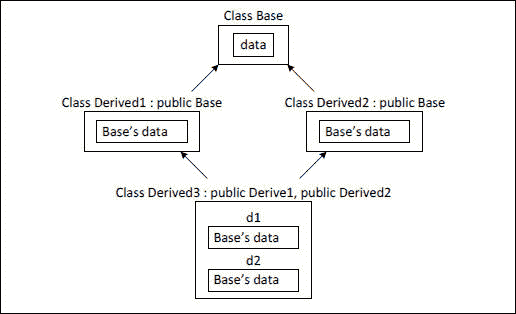 Class Base
data
Class Derived1 : public Base
Class Derived2 : public Base
Base's data
Base's data
Class Derived3 : public Derive1, public Derived2
d1
Base's data
d2
Base's data